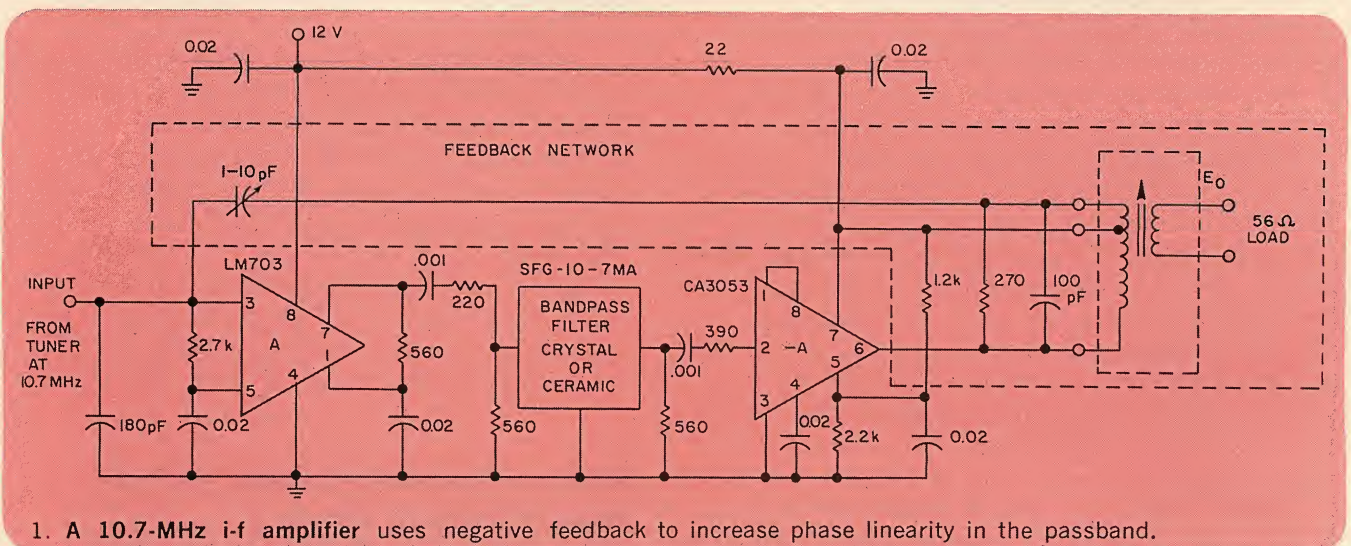 12 V
0.02
22
0.02
FEEDBACK NETWORK
1-10pF
E0
56Ω
LOAD
LM703
.001
SFG-10-7MA
CA3053
INPUT
FROM
TUNER
AT
10.7MHz
3
8
7
220
BANDPASS
FILTER
CRYSTAL
OR
CERAMIC
1
8
390
1.2k
270
100
pF
2.7k
A
1
560
.001
2
-A
7
6
5
4
5
4
3
180pF
0.02
0.02
560
560
0.02
2.2k
0.02
1. A 10.7-MHz i-f amplifier uses negative feedback to increase phase linearity in the passband.